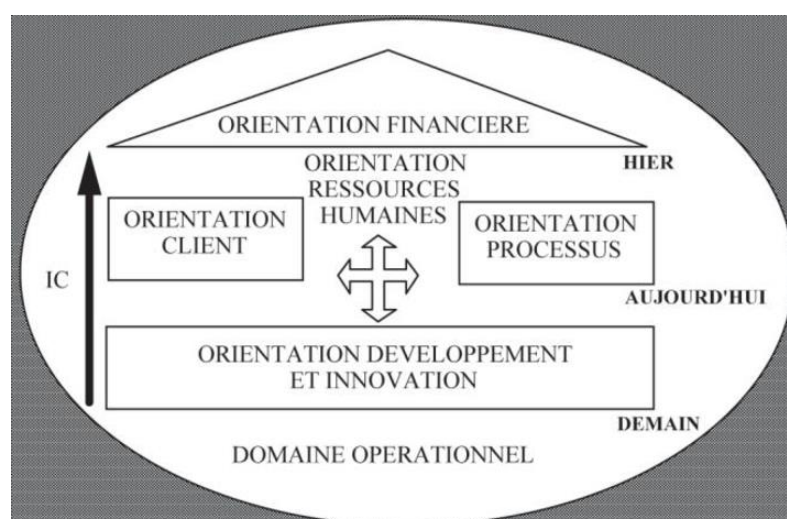 ORIENTATION FINANCIERE
HIER
ORIENTATION
RESSOURCES
HUMAINES
ORIENTATION
CLIENT
ORIENTATION
PROCESSUS
IC
AUJOURD'HUI
ORIENTATION DEVELOPPEMENT
ET INNOVATION
DEMAIN
DOMAINE OPERATIONNEL